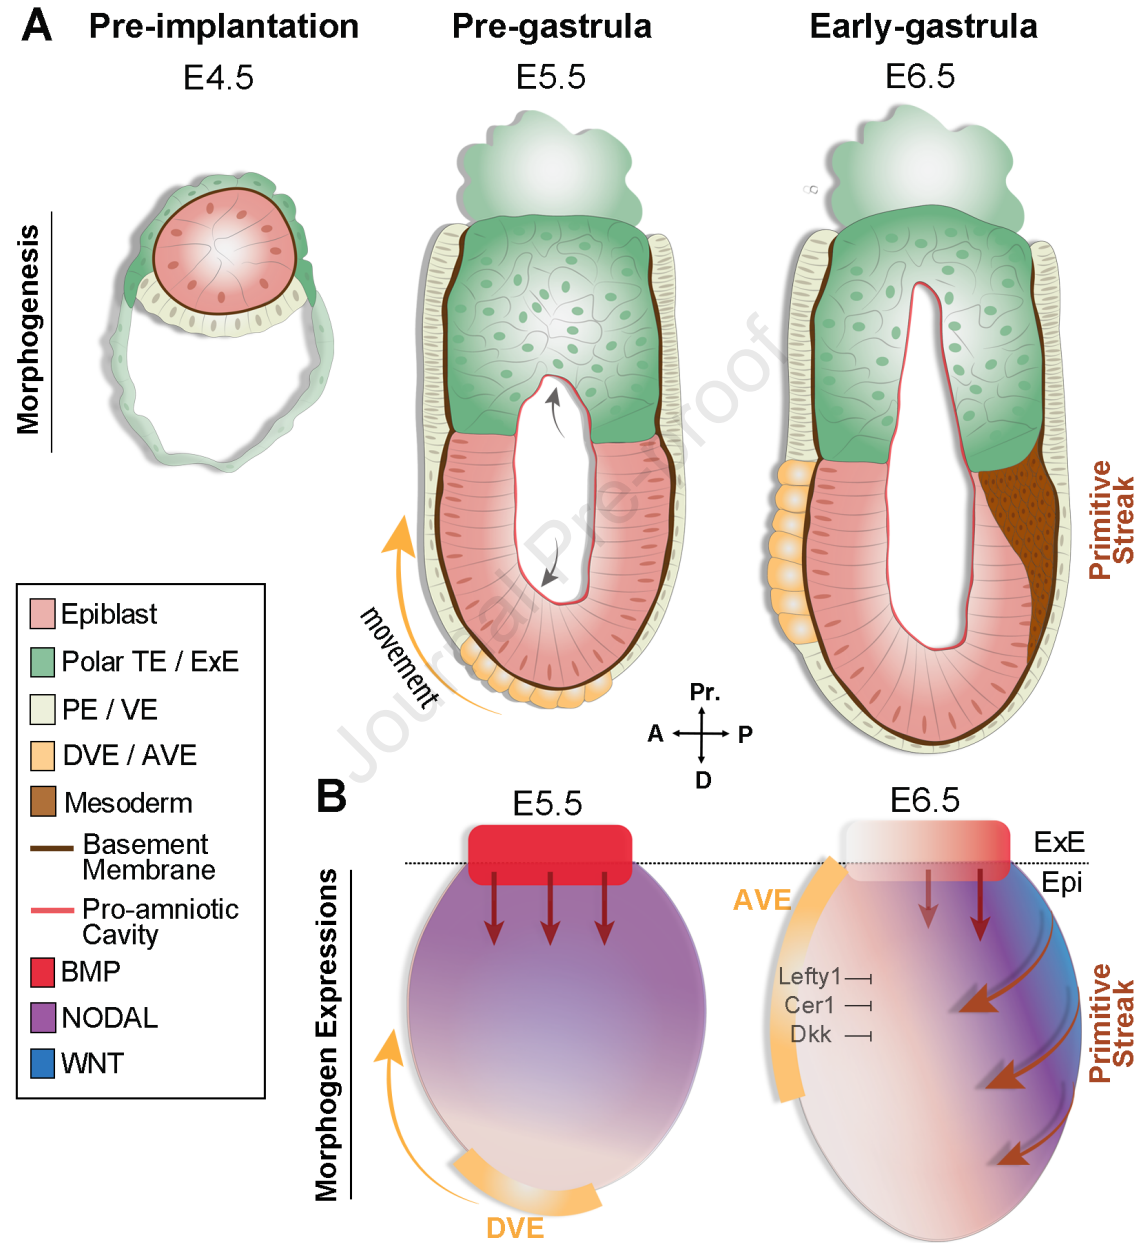 A
Pre-implantation
Pre-gastrula
Early-gastrula
E4.5
E5.5
E6.5
Morphogenesis
movement
Primitive
Streak
Pr.
A
P
D
Epiblast
Polar TE / ExE
PE / VE
DVE / AVE
Mesoderm
Basement
Membrane
Pro-amniotic
Cavity
BMP
NODAL
WNT
B
E5.5
E6.5
Morphogen Expressions
ExE
Epi
AVE
Lefty1
Cer1
Dkk
Primitive
Streak
DVE
Journal Pre-proof